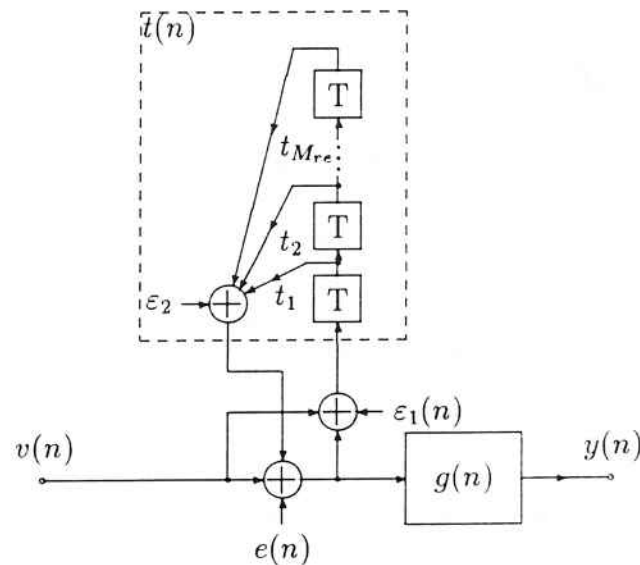 t(n)
T
t_{M_{re}}
T
t_2
t_1
T
ε_2
ε_1(n)
v(n)
g(n)
y(n)
e(n)